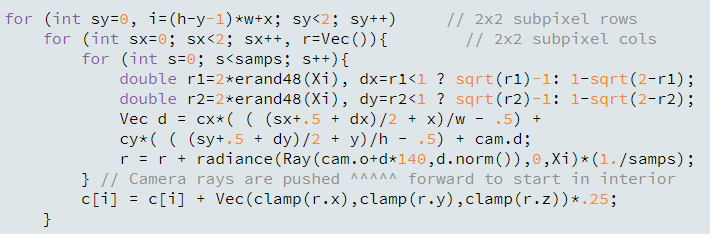 for (int sy=0, i=(h-y-1)*w+x; sy<2; sy++) // 2x2 subpixel rows
for (int sx=0; sx<2; sx++, r=Vec()){ // 2x2 subpixel cols
for (int s=0; s<samps; s++){
double r1=2*erand48(Xi), dx=r1<1 ? sqrt(r1)-1: 1-sqrt(2-r1);
double r2=2*erand48(Xi), dy=r2<1 ? sqrt(r2)-1: 1-sqrt(2-r2);
Vec d = cx*( ( (sx+.5 + dx)/2 + x)/w - .5) +
cy*( ( (sy+.5 + dy)/2 + y)/h - .5) + cam.d;
r = r + radiance(Ray(cam.o+d*140,d.norm()),0,Xi)*(1./samps);
} // Camera rays are pushed ^^^^^ forward to start in interior
c[i] = c[i] + Vec(clamp(r.x),clamp(r.y),clamp(r.z))*.25;
}